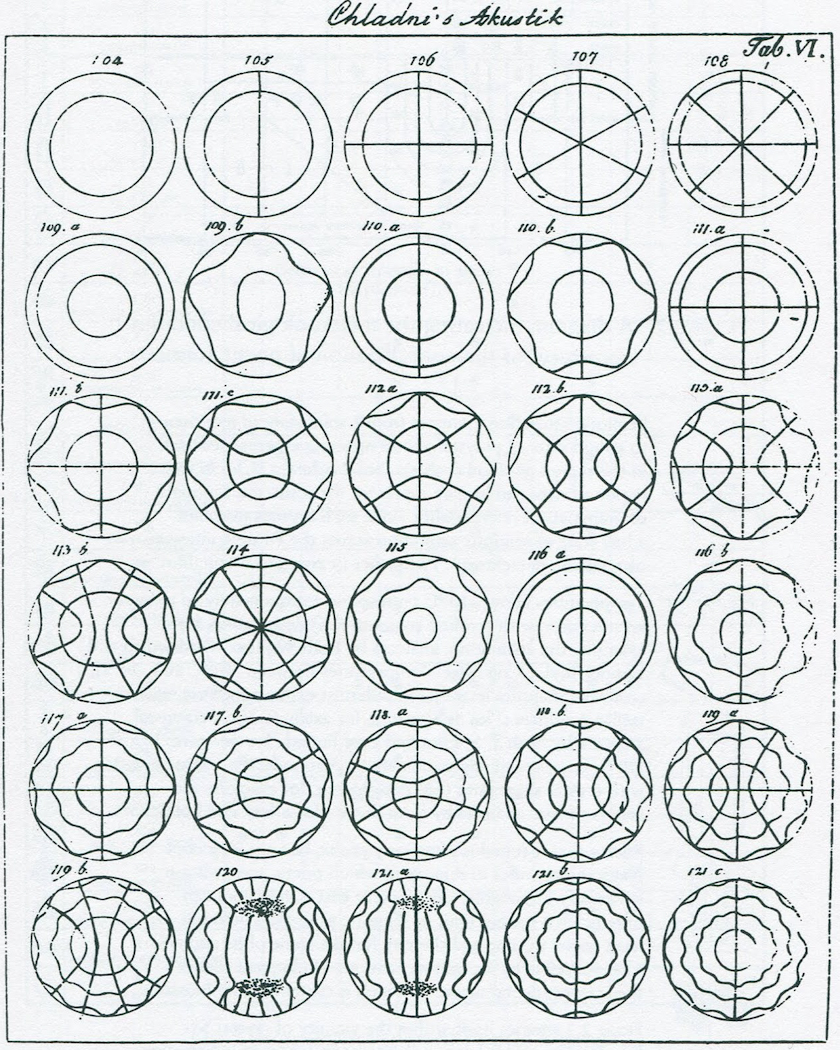 Chladni's Akustik
Tab. VI.
104 105 106 107 108
109. a 109. b 110. a 110. b. 111. a
111. b 111. c 112 a 112. b. 113. a
113 b 114 115 116 a 116 b
117. a 117. b. 118. a 118. b. 119. a
119. b. 120 121. a 121. b. 121. c.